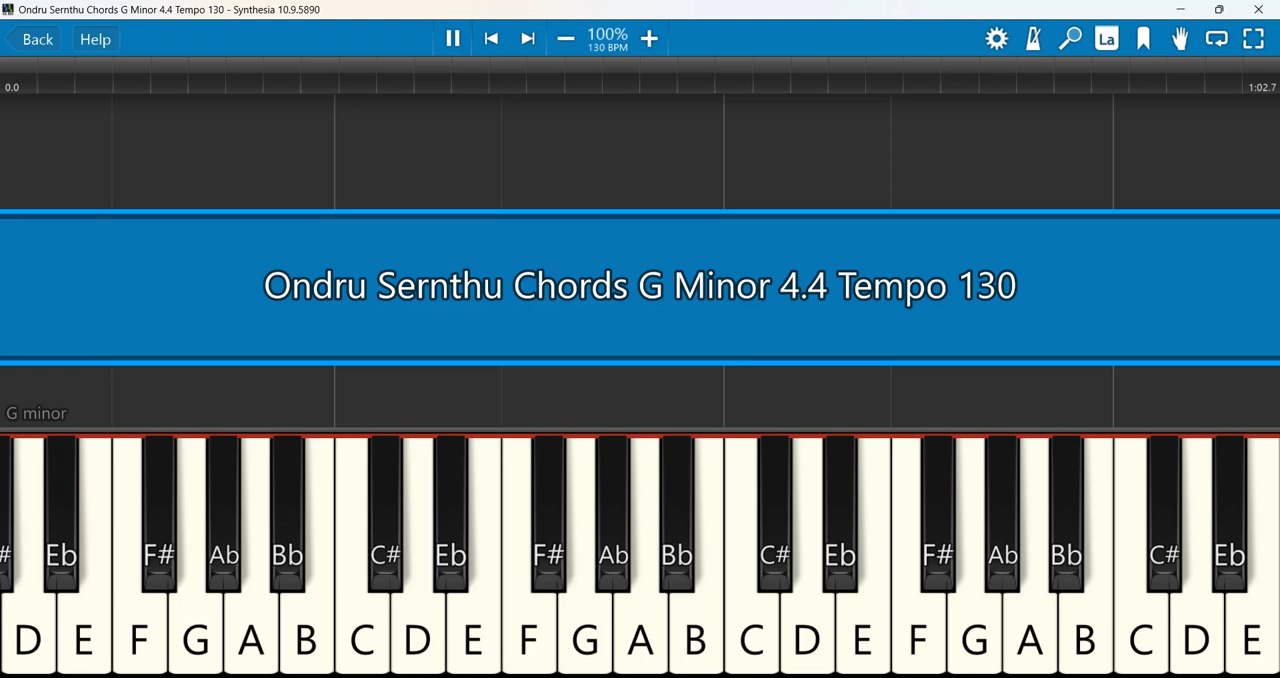 Ondru Sernthu Chords G Minor 4.4 Tempo 130 - Synthesia 10.9.5890
Back Help 100% La
130 BPM
0.0 1:02.7
Ondru Sernthu Chords G Minor 4.4 Tempo 130
G minor
# Eb F# Ab Bb C# Eb F# Ab Bb C# Eb F# Ab Bb C# Eb
D E F G A B C D E F G A B C D E F G A B C D E